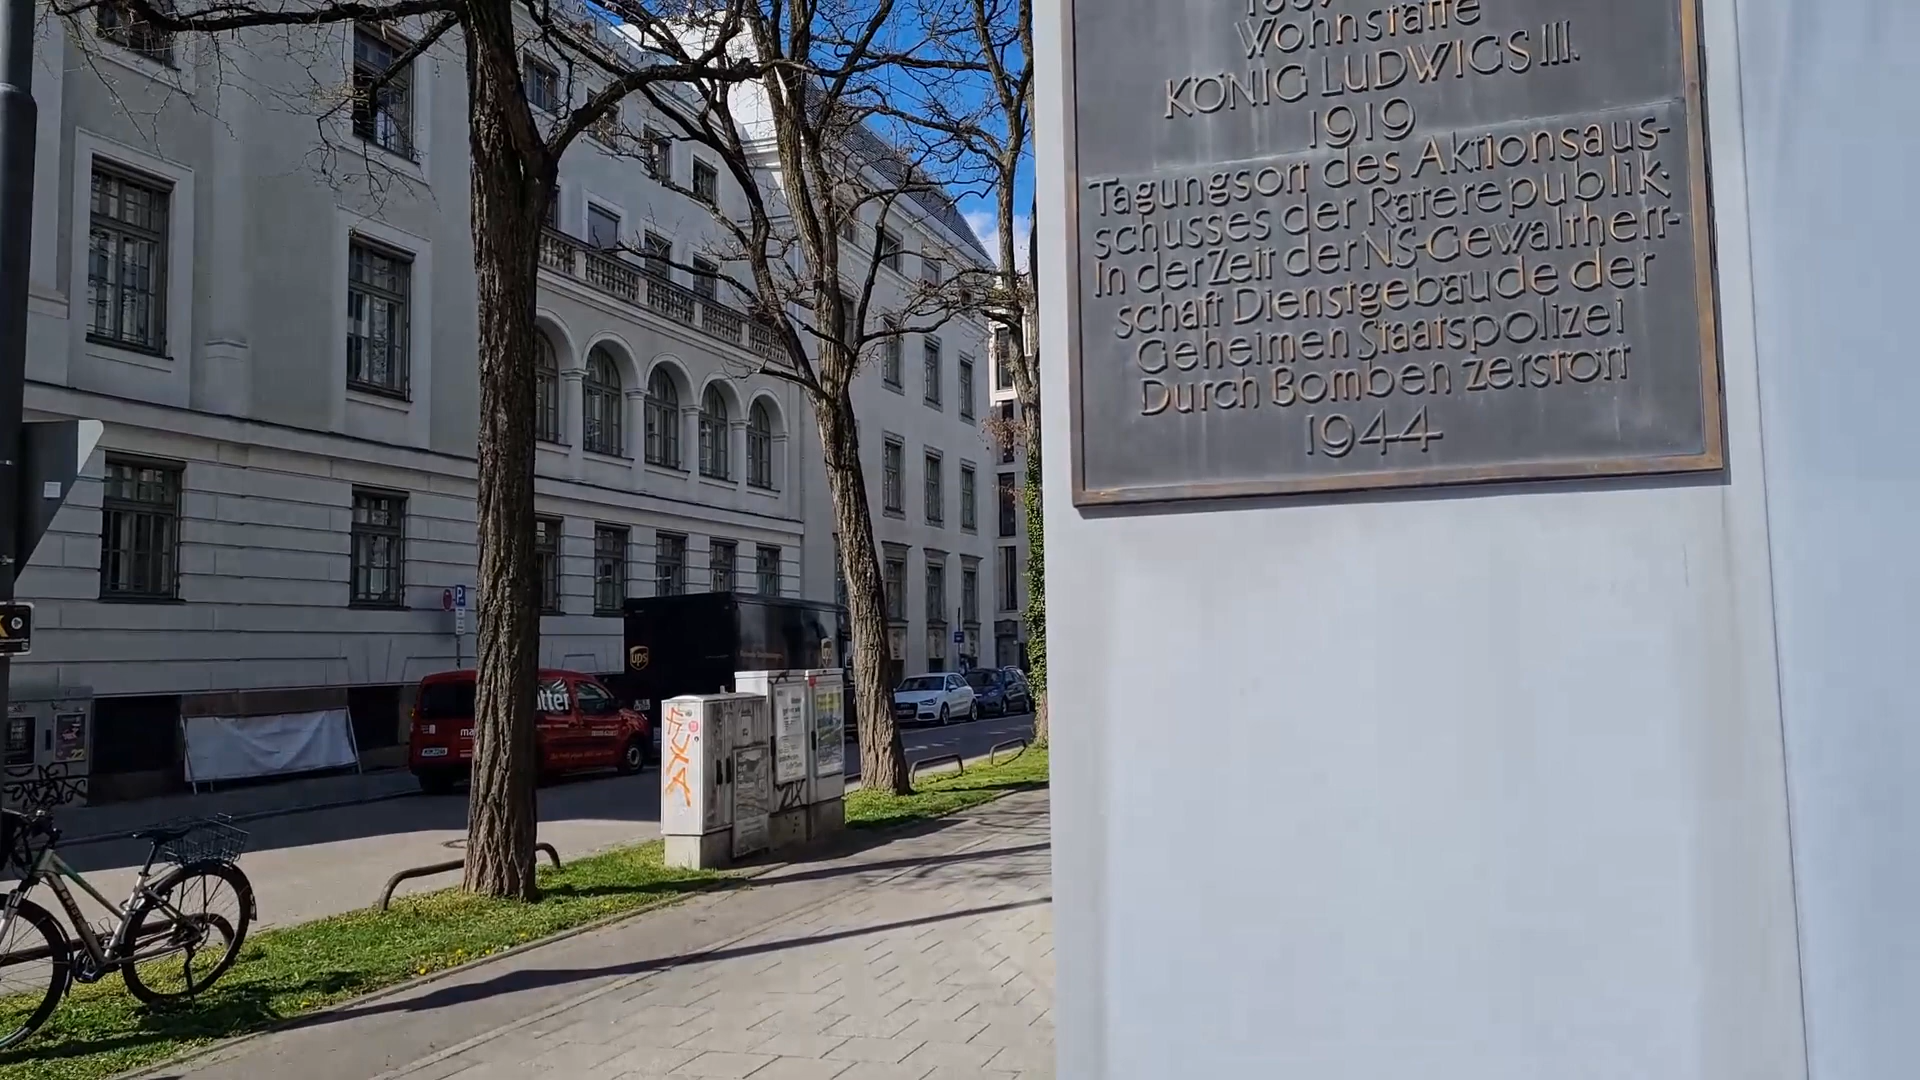 Wohnstätte
KÖNIG LUDWIGS III.
1919
Tagungsort des Aktionsaus-
schusses der Räterepublik.
In der Zeit der NS-Gewaltherr-
schaft Dienstgebäude der
Geheimen Staatspolizei
Durch Bomben zerstört
1944
ups
P